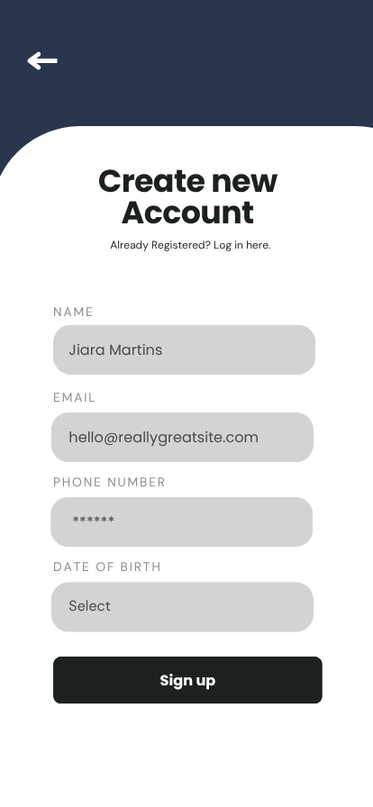 Create new
Account
Already Registered? Log in here.
NAME
Jiara Martins
EMAIL
hello@reallygreatsite.com
PHONE NUMBER
******
DATE OF BIRTH
Select
Sign up